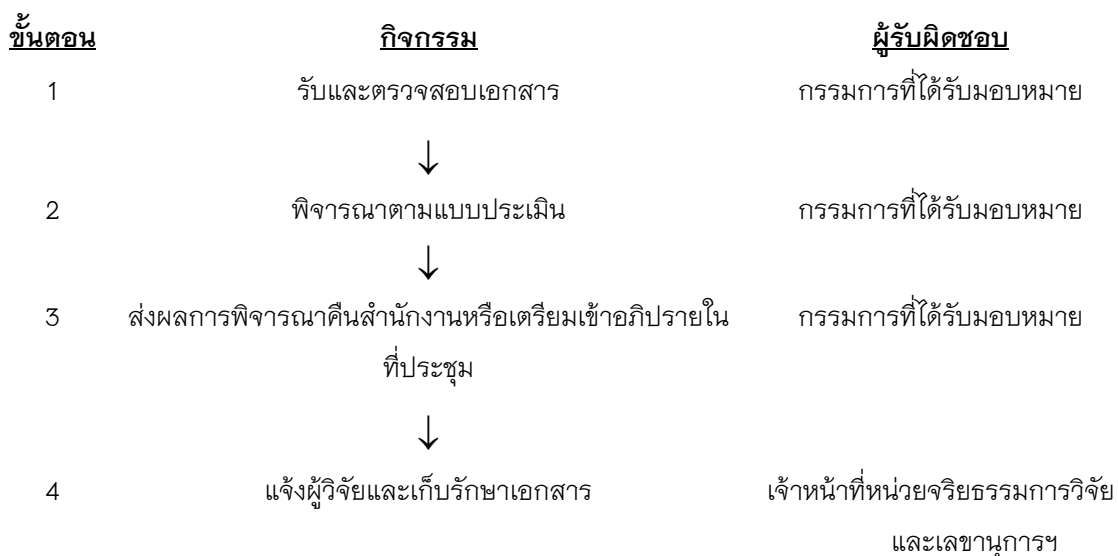 ขั้นตอน กิจกรรม ผู้รับผิดชอบ
1 รับและตรวจสอบเอกสาร กรรมการที่ได้รับมอบหมาย
↓
2 พิจารณาตามแบบประเมิน กรรมการที่ได้รับมอบหมาย
↓
3 ส่งผลการพิจารณาคืนสำนักงานหรือเตรียมเข้าอภิปรายใน กรรมการที่ได้รับมอบหมาย
ที่ประชุม
↓
4 แจ้งผู้วิจัยและเก็บรักษาเอกสาร เจ้าหน้าที่หน่วยจริยธรรมการวิจัย
และเลขานุการฯ